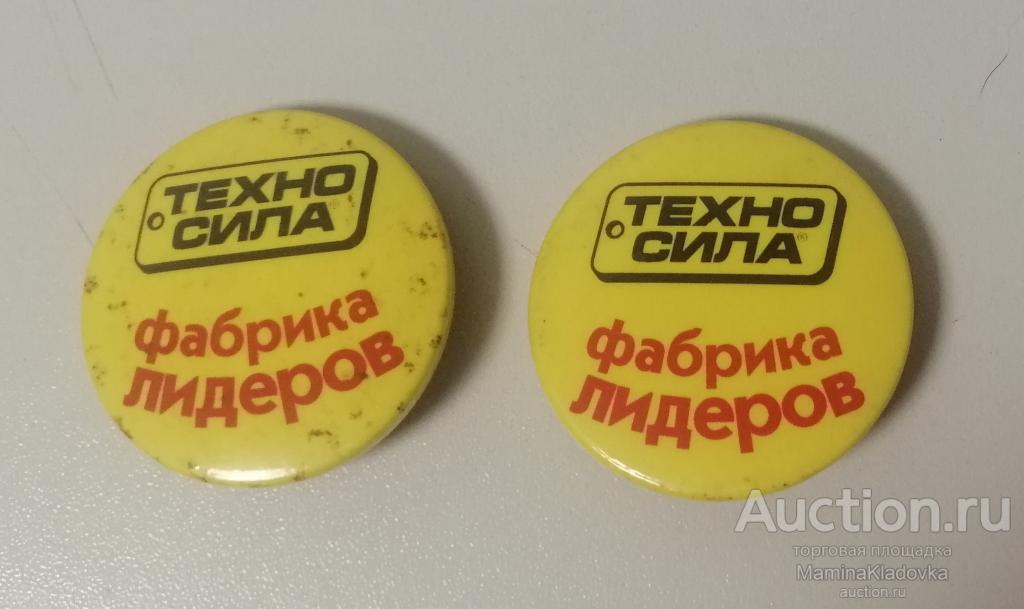 ТЕХНО
СИЛА®
фабрика
лидеров
ТЕХНО
СИЛА®
фабрика
лидеров
Auction.ru
торговая площадка
MaminaKladovka
auction.ru